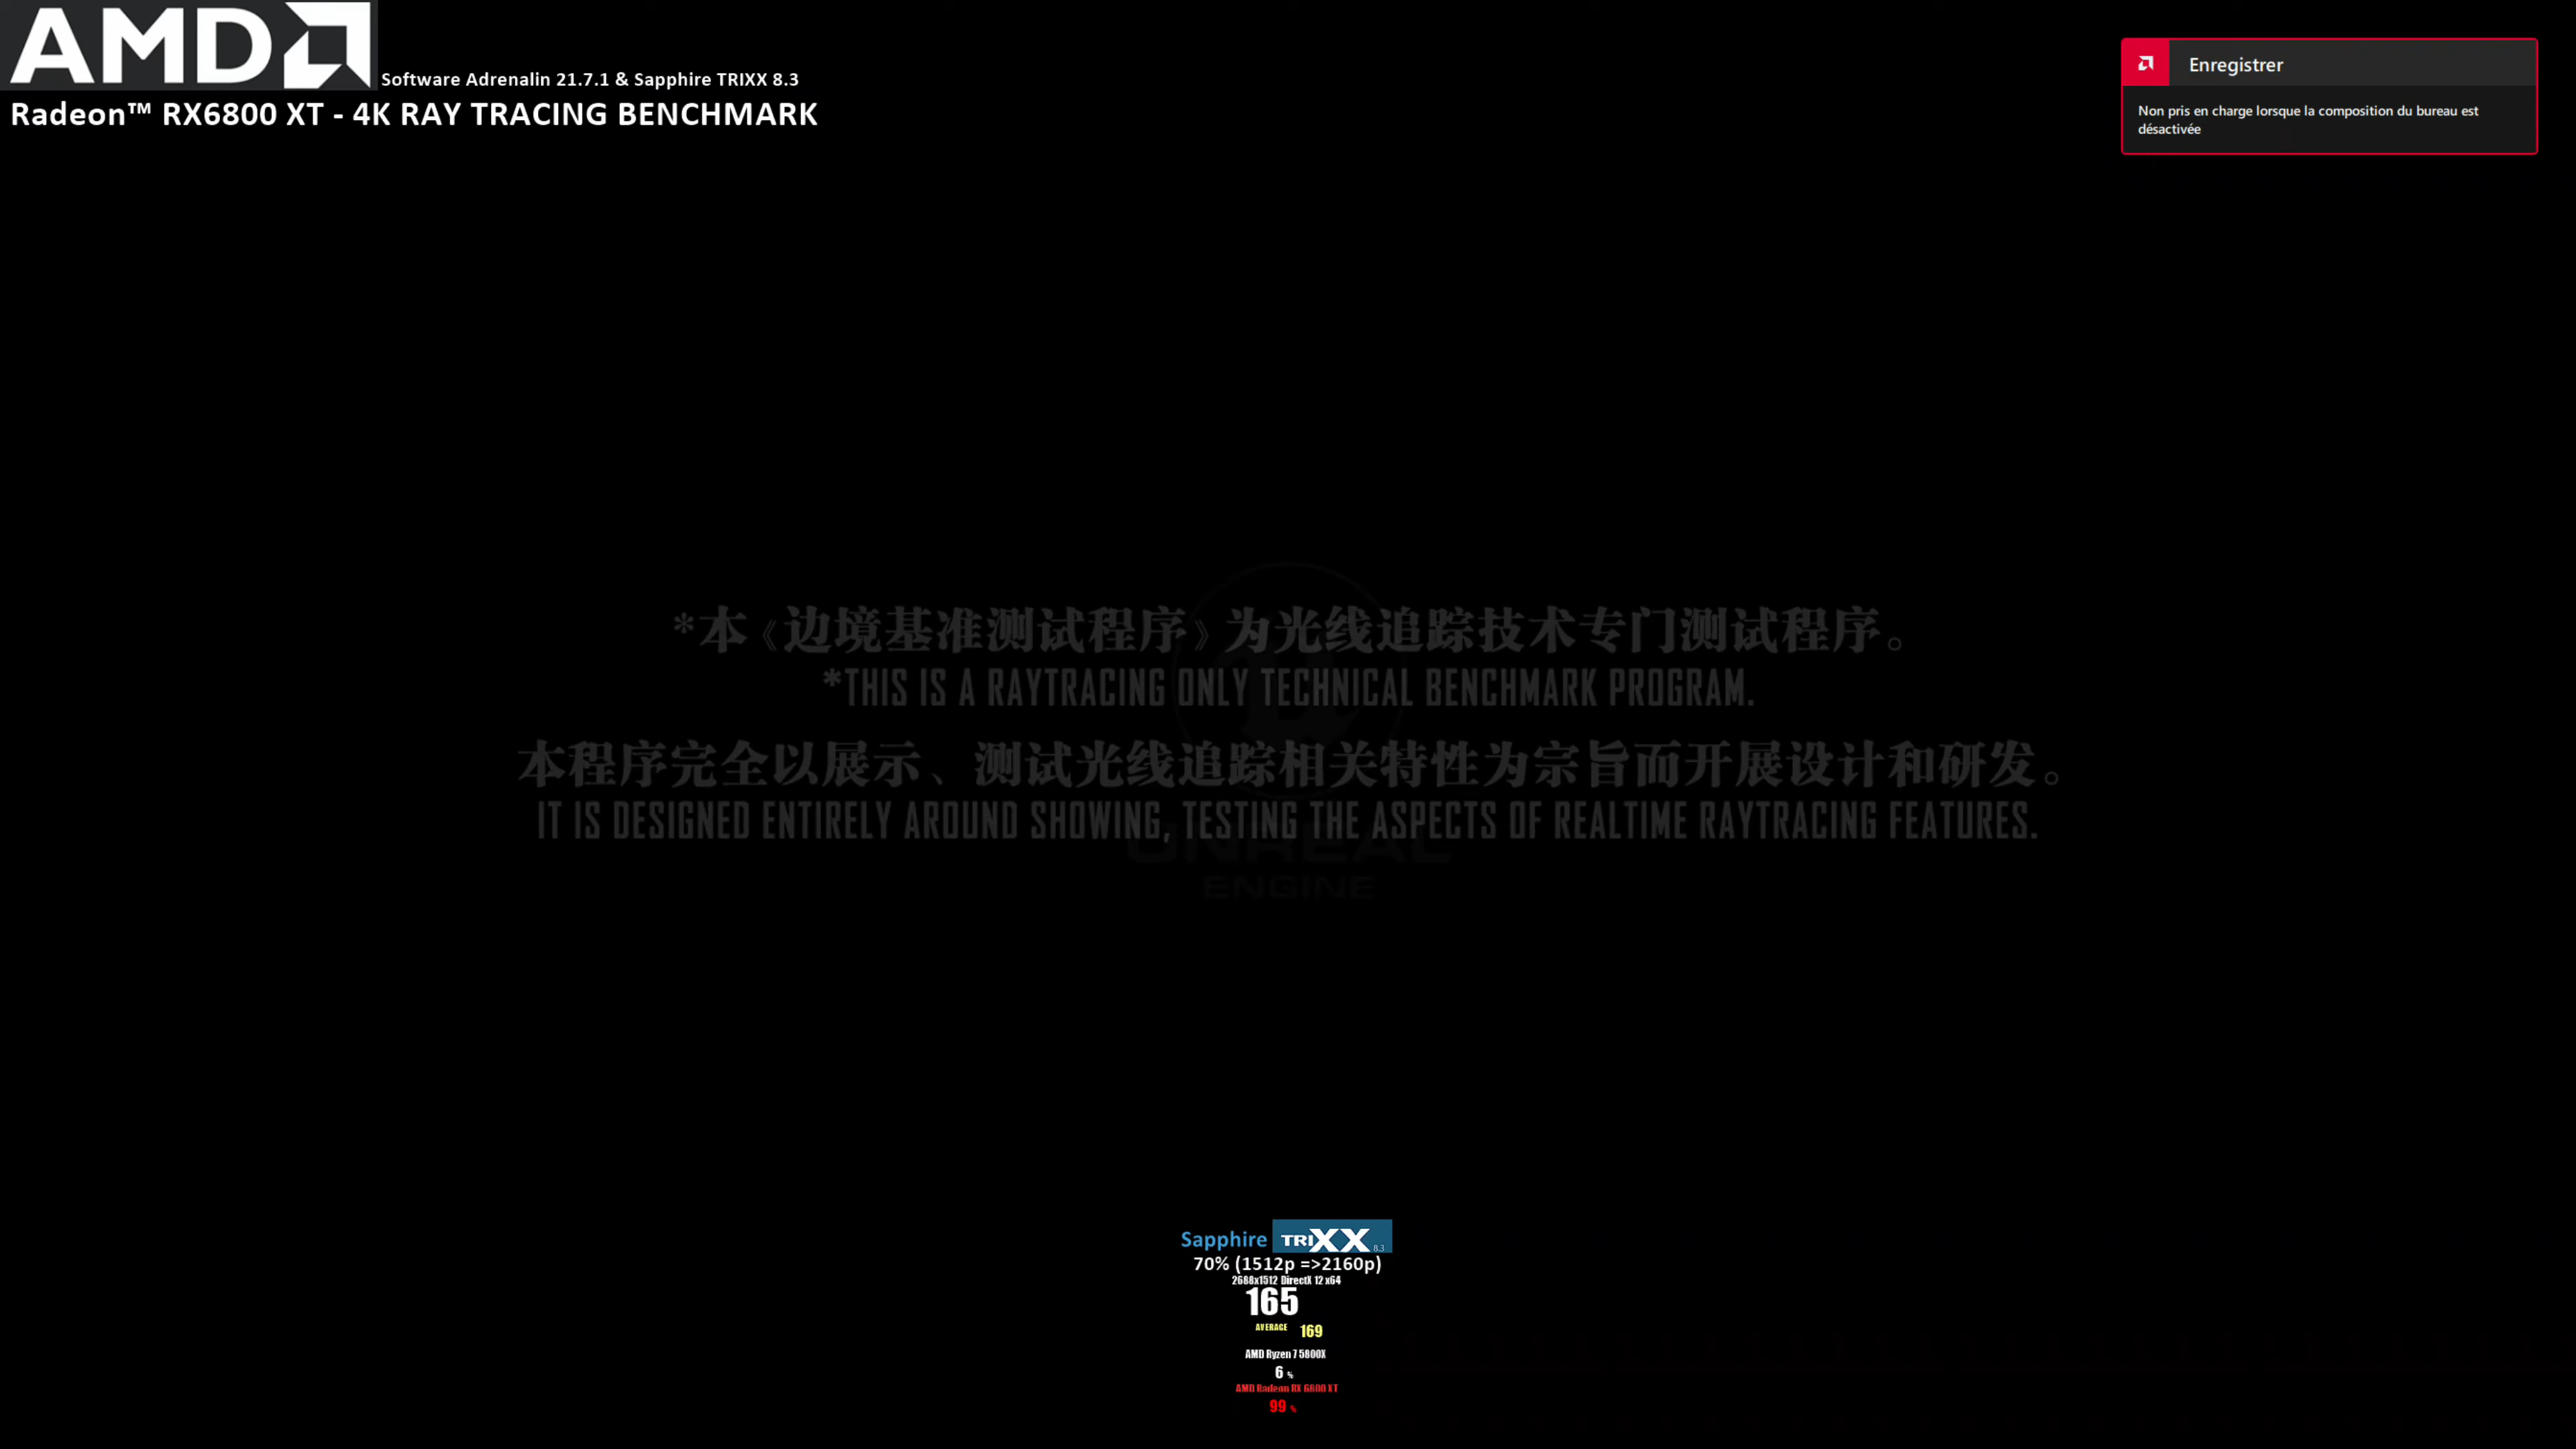 AMD
Software Adrenalin 21.7.1 & Sapphire TRIXX 8.3
Radeon™ RX6800 XT - 4K RAY TRACING BENCHMARK
Enregistrer
Non pris en charge lorsque la composition du bureau est
désactivée
*本《边境基准测试程序》为光线追踪技术专门测试程序。
*THIS IS A RAYTRACING ONLY TECHNICAL BENCHMARK PROGRAM.
本程序完全以展示、测试光线追踪相关特性为宗旨而开展设计和研发。
IT IS DESIGNED ENTIRELY AROUND SHOWING, TESTING THE ASPECTS OF REALTIME RAYTRACING FEATURES.
UNREAL
ENGINE
Sapphire TRIXX 8.3
70% (1512p =>2160p)
2688x1512 DirectX 12 x64
165
AVERAGE 169
AMD Ryzen 7 5800X
6 %
AMD Radeon RX 6800 XT
99 %